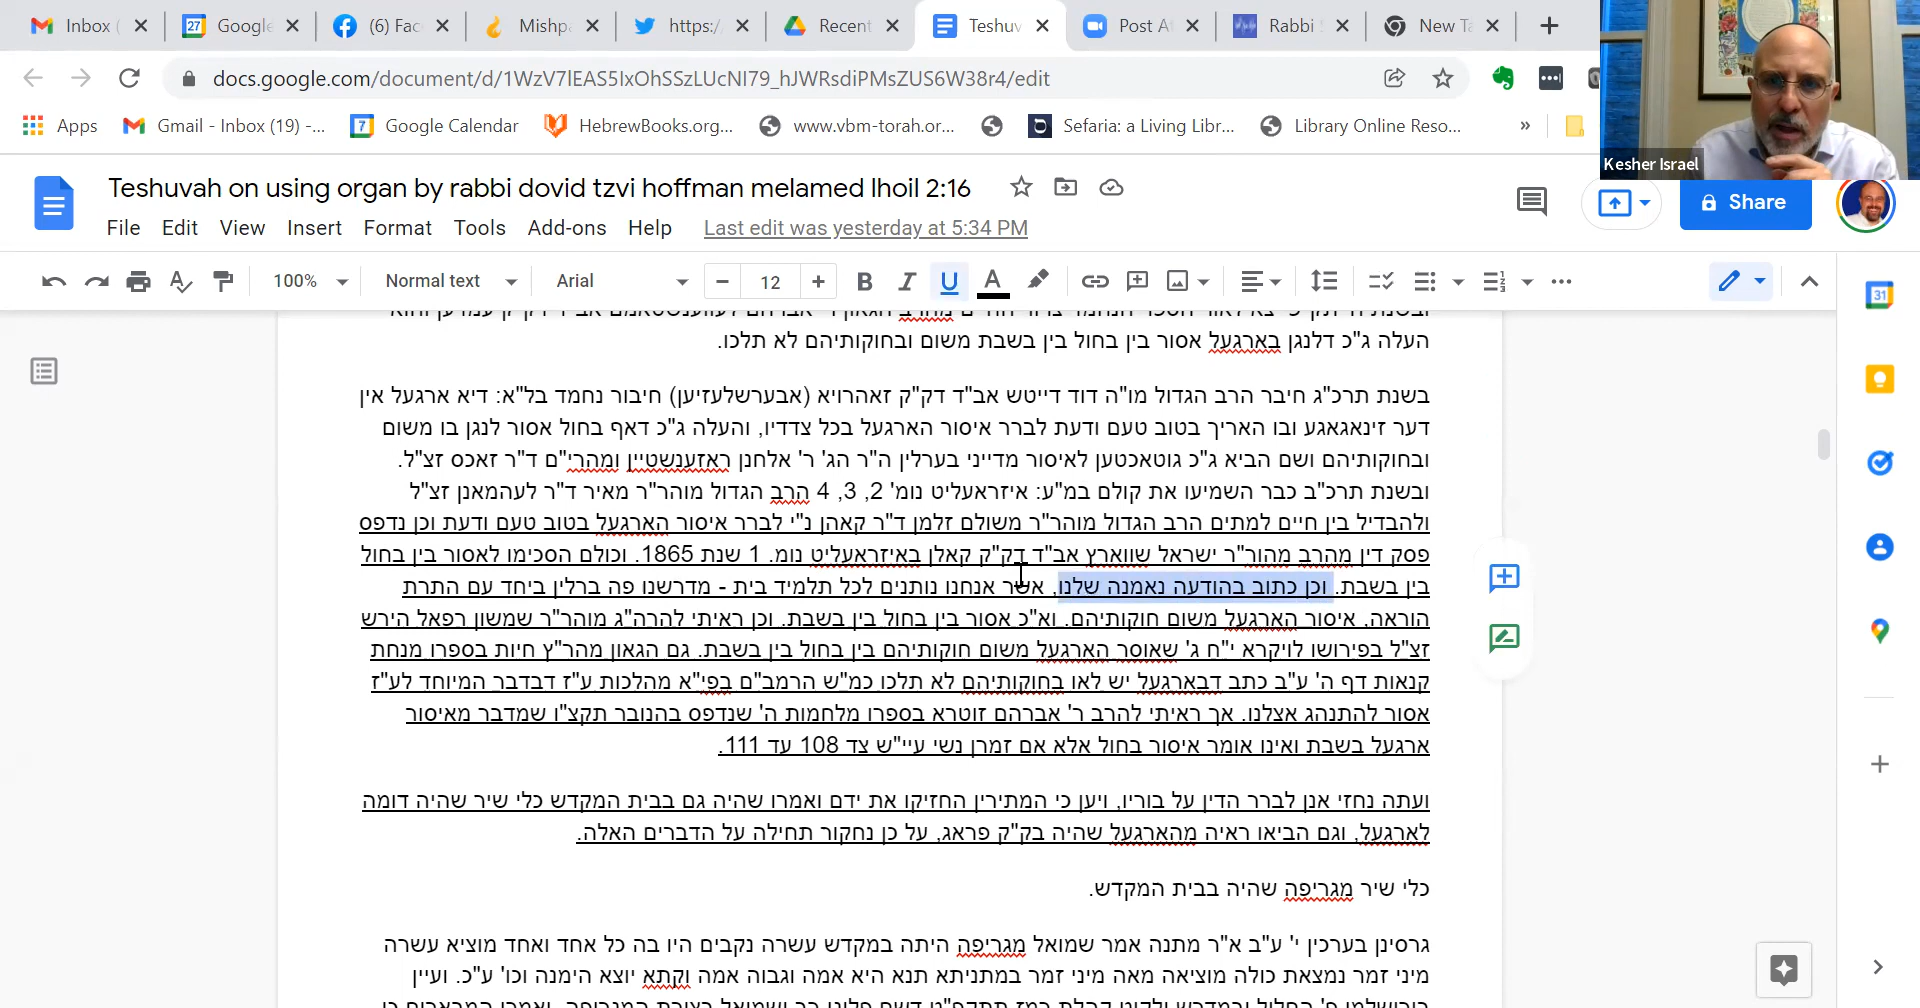 Inbox (
Google
(6) Fac
Mishp
https:/
Recent
Teshuv
Post A
Rabbi
New Ta
docs.google.com/document/d/1WzV7lEAS5IxOhSSzLUcNI79_hJWRsdiPMsZUS6W38r4/edit
Apps
Gmail - Inbox (19) -...
Google Calendar
HebrewBooks.org...
www.vbm-torah.or...
Sefaria: a Living Libr...
Library Online Reso...
»
Kesher Israel
Teshuvah on using organ by rabbi dovid tzvi hoffman melamed lhoil 2:16
Share
File Edit View Insert Format Tools Add-ons Help Last edit was yesterday at 5:34 PM
100% Normal text Arial 12 B I U A
העלה ג"כ דלנגן בארגעל אסור בין בחול בין בשבת משום ובחוקותיהם לא תלכו.
בשנת תרכ"ג חיבר הרב הגדול מו"ה דוד דייטש אב"ד דק"ק זאהרויא (אבערשלעזיען) חיבור נחמד בל"א: דיא ארגעל אין
דער זינאגאגע ובו האריך בטוב טעם ודעת לברר איסור הארגעל בכל צדדיו, והעלה ג"כ דאף בחול אסור לנגן בו משום
ובחוקותיהם ושם הביא ג"כ גוטאכטען לאיסור מדייני בערלין ה"ר הג' ר' אלחנן ראזענשטיין ומהרי"ם ד"ר זאכס זצ"ל.
ובשנת תרכ"ב כבר השמיעו את קולם במ"ע: איזראעליט נומ' 2, 3, 4 הרב הגדול מוהר"ר מאיר ד"ר לעהמאנן זצ"ל
ולהבדיל בין חיים למתים הרב הגדול מוהר"ר משולם זלמן ד"ר קאהן נ"י לברר איסור הארגעל בטוב טעם ודעת וכן נדפס
פסק דין מהרב מהור"ר ישראל שווארץ אב"ד דק"ק קאלן באיזראעליט נומ. 1 שנת 1865. וכולם הסכימו לאסור בין בחול
בין בשבת. וכן כתוב בהודעה נאמנה שלנו, אשר אנחנו נותנים לכל תלמיד בית - מדרשנו פה ברלין ביחד עם התרת
הוראה, איסור הארגעל משום חוקותיהם. וא"כ אסור בין בחול בין בשבת. וכן ראיתי להרה"ג מוהר"ר שמשון רפאל הירש
זצ"ל בפירושו לויקרא י"ח ג' שאוסר הארגעל משום חוקותיהם בין בחול בין בשבת. גם הגאון מהר"ץ חיות בספרו מנחת
קנאות דף ה' ע"ב כתב דבארגעל יש לאו בחוקותיהם לא תלכו כמ"ש הרמב"ם בפי"א מהלכות ע"ז דבדבר המיוחד לע"ז
אסור להתנהג אצלנו. אך ראיתי להרב ר' אברהם זוטרא בספרו מלחמות ה' שנדפס בהנובר תקצ"ו שמדבר מאיסור
ארגעל בשבת ואינו אומר איסור בחול אלא אם זמרן נשי עיי"ש צד 108 עד 111.
ועתה נחזי אנן לברר הדין על בוריו, ויען כי המתירין החזיקו את ידם ואמרו שהיה גם בבית המקדש כלי שיר שהיה דומה
לארגעל, וגם הביאו ראיה מהארגעל שהיה בק"ק פראג, על כן נחקור תחילה על הדברים האלה.
כלי שיר מגריפה שהיה בבית המקדש.
גרסינן בערכין י' ע"ב א"ר מתנה אמר שמואל מגריפה היתה במקדש עשרה נקבים היו בה כל אחד ואחד מוציא עשרה
מיני זמר נמצאת כולה מוציאה מאה מיני זמר במתניתא תנא היא אמה וגבוה אמה וקתא יוצא הימנה וכו' ע"כ. ועיין